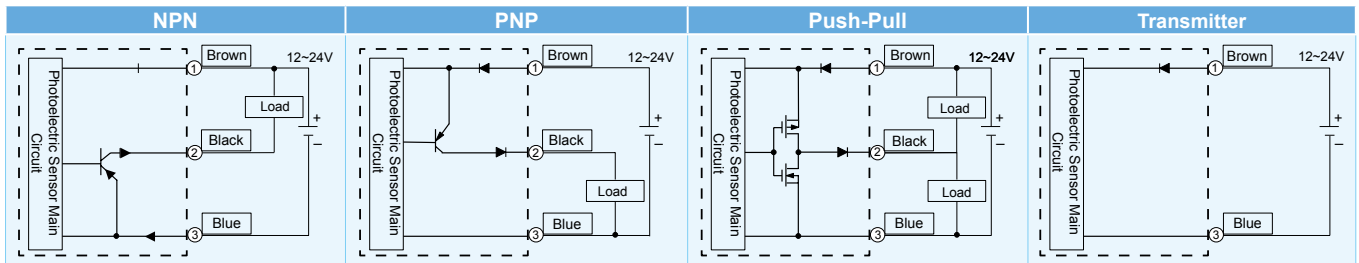 NPN
PNP
Push-Pull
Transmitter
Photoelectric Sensor Main
Circuit
1
Brown
12~24V
Load
+
−
2
Black
3
Blue
Photoelectric Sensor Main
Circuit
1
Brown
12~24V
+
−
2
Black
Load
3
Blue
Photoelectric Sensor Main
Circuit
1
Brown
12~24V
Load
+
−
2
Black
Load
3
Blue
Photoelectric Sensor Main
Circuit
1
Brown
12~24V
+
−
3
Blue